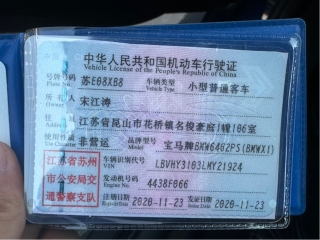 中华人民共和国机动车行驶证
Vehicle License of the People's Republic of China
号牌号码 苏E08XB8 车辆类型 小型普通客车
Plate No. Vehicle Type
所有人 宋江涛
住址 江苏省昆山市花桥镇名俊豪庭1幢106室
使用性质 非营运 品牌型号 宝马牌BMW6462PS(BMWX1)
江苏省苏州 车辆识别代号 LBVHY3103LMY21924
VIN
市公安局交 发动机号码 4438F066
Engine No.
通警察支队 注册日期 2020-11-23 发证日期 2020-11-23
Register Date Issue Date